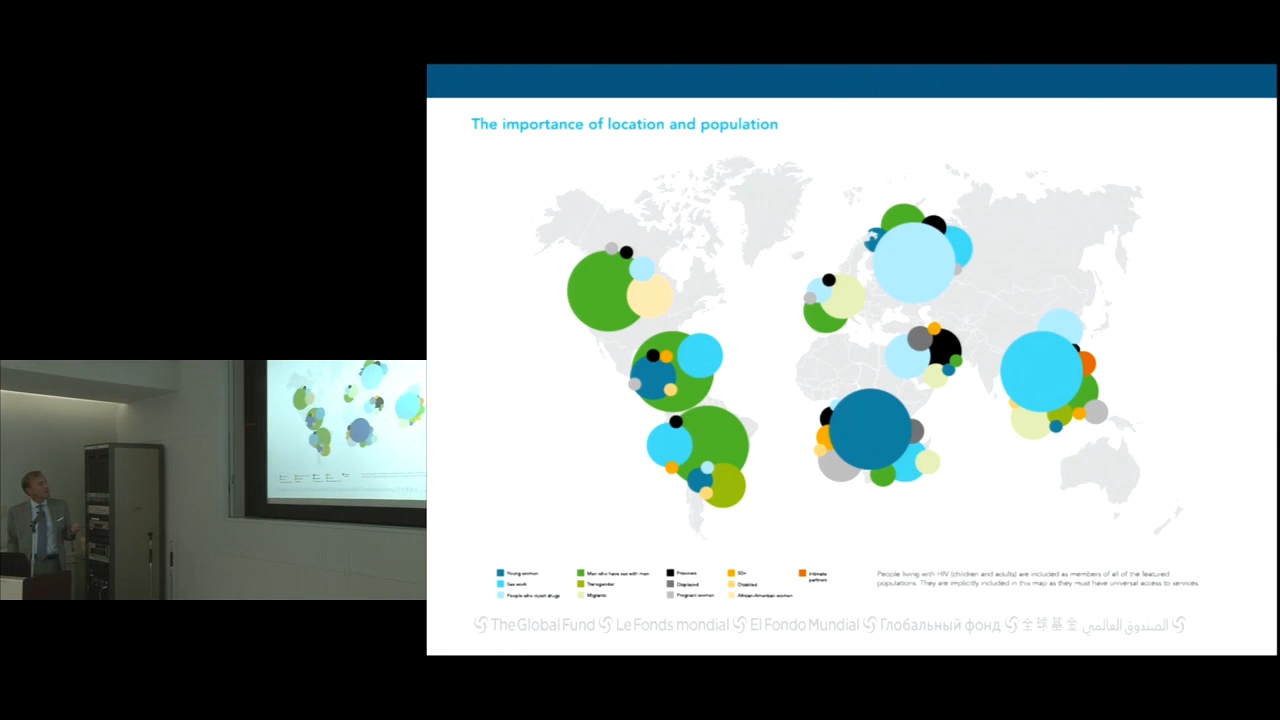 The importance of location and population
Young women
Sex work
People who inject drugs
Men who have sex with men
Transgender
Migrants
Prisoners
Displaced
Pregnant women
50+
Disabled
African-American women
Intimate
partners
People living with HIV (children and adults) are included as members of all of the featured
populations. They are implicitly included in this map as they must have universal access to services.
The Global Fund Le Fonds mondial El Fondo Mundial Глобальный фонд 全球基金 الصندوق العالمي